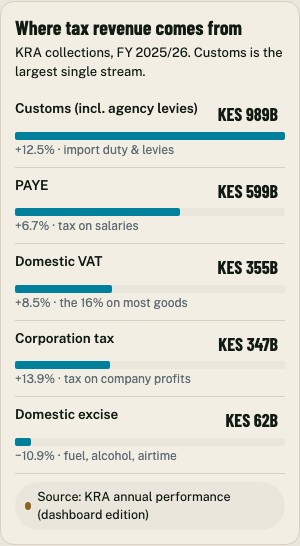 Where tax revenue comes from
KRA collections, FY 2025/26. Customs is the
largest single stream.
Customs (incl. agency levies) KES 989B
+12.5% · import duty & levies
PAYE KES 599B
+6.7% · tax on salaries
Domestic VAT KES 355B
+8.5% · the 16% on most goods
Corporation tax KES 347B
+13.9% · tax on company profits
Domestic excise KES 62B
−10.9% · fuel, alcohol, airtime
Source: KRA annual performance
(dashboard edition)